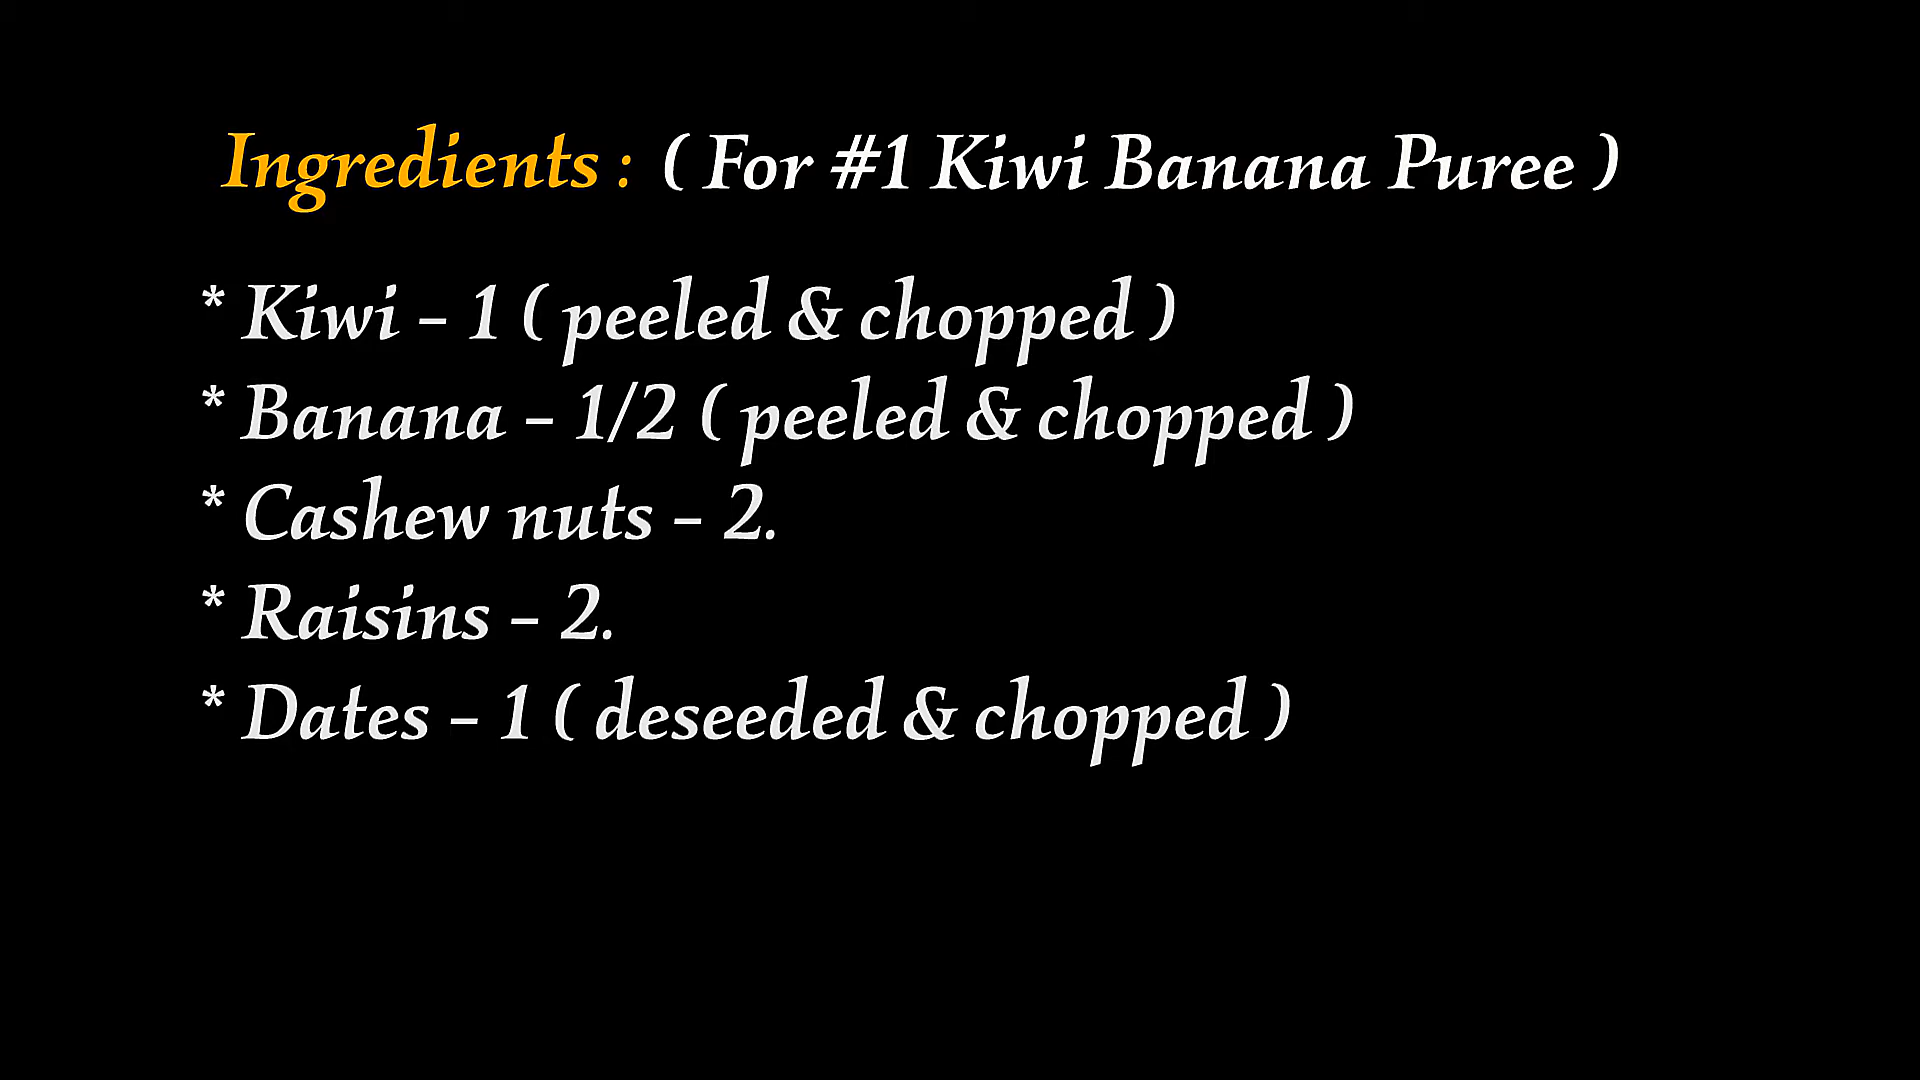 Ingredients : ( For #1 Kiwi Banana Puree )
* Kiwi – 1 ( peeled & chopped )
* Banana – 1/2 ( peeled & chopped )
* Cashew nuts – 2.
* Raisins – 2.
* Dates – 1 ( deseeded & chopped )